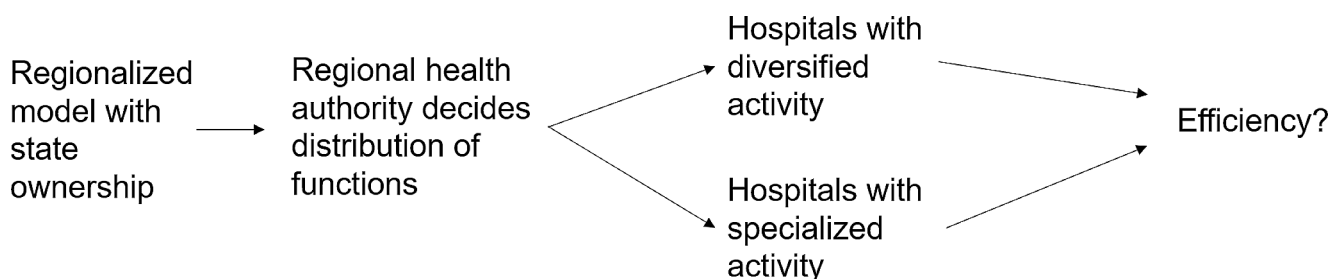 Regionalized
model with
state
ownership
Regional health
authority decides
distribution of
functions
Hospitals with
diversified
activity
Hospitals with
specialized
activity
Efficiency?